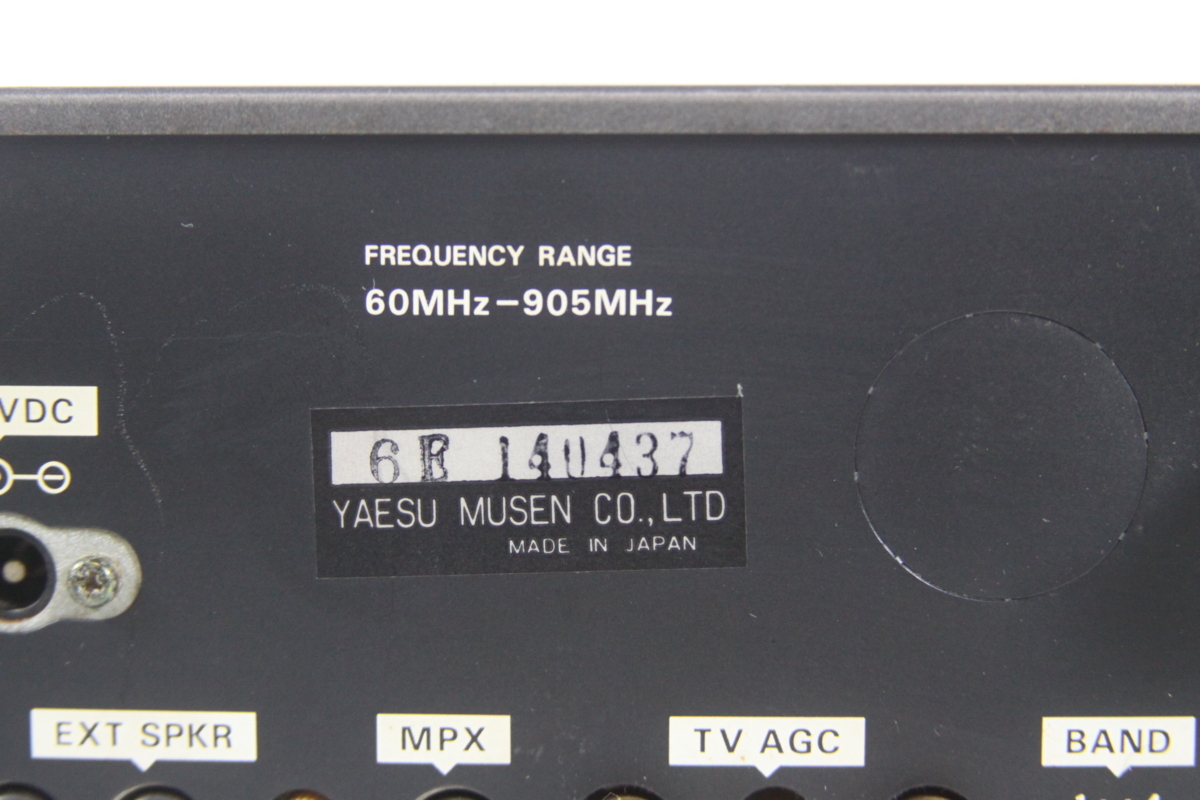 FREQUENCY RANGE
60MHz–905MHz
VDC
6E 140437
YAESU MUSEN CO.,LTD
MADE IN JAPAN
EXT SPKR
MPX
TV AGC
BAND